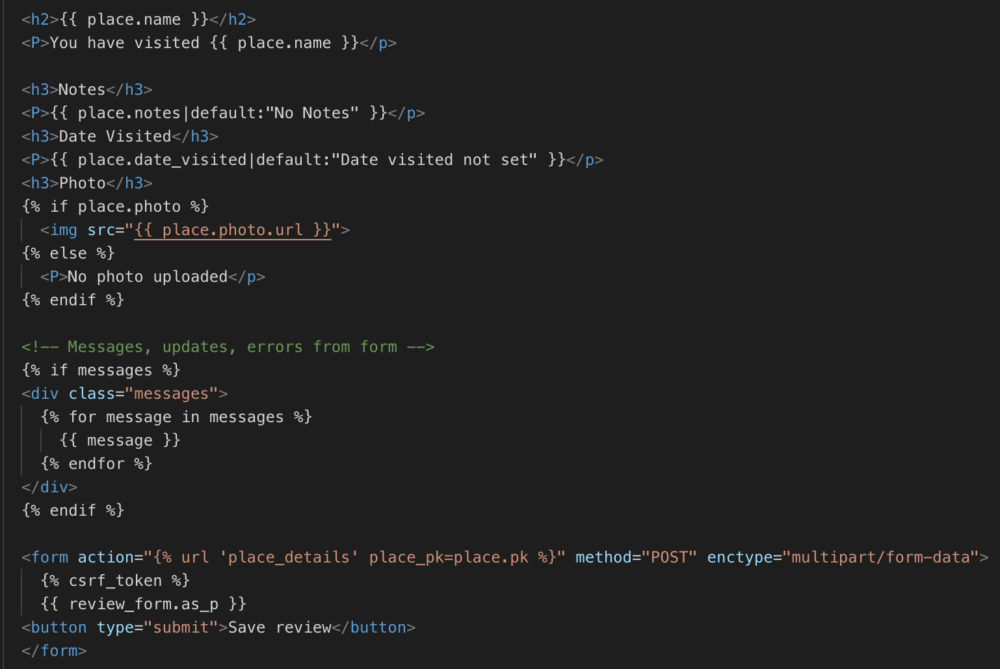 <h2>{{ place.name }}</h2>
<P>You have visited {{ place.name }}</p>
<h3>Notes</h3>
<P>{{ place.notes|default:"No Notes" }}</p>
<h3>Date Visited</h3>
<P>{{ place.date_visited|default:"Date visited not set" }}</p>
<h3>Photo</h3>
{% if place.photo %}
<img src="{{ place.photo.url }}">
{% else %}
<P>No photo uploaded</p>
{% endif %}
<!-- Messages, updates, errors from form -->
{% if messages %}
<div class="messages">
{% for message in messages %}
{{ message }}
{% endfor %}
</div>
{% endif %}
<form action="{% url 'place_details' place_pk=place.pk %}" method="POST" enctype="multipart/form-data">
{% csrf_token %}
{{ review_form.as_p }}
<button type="submit">Save review</button>
</form>